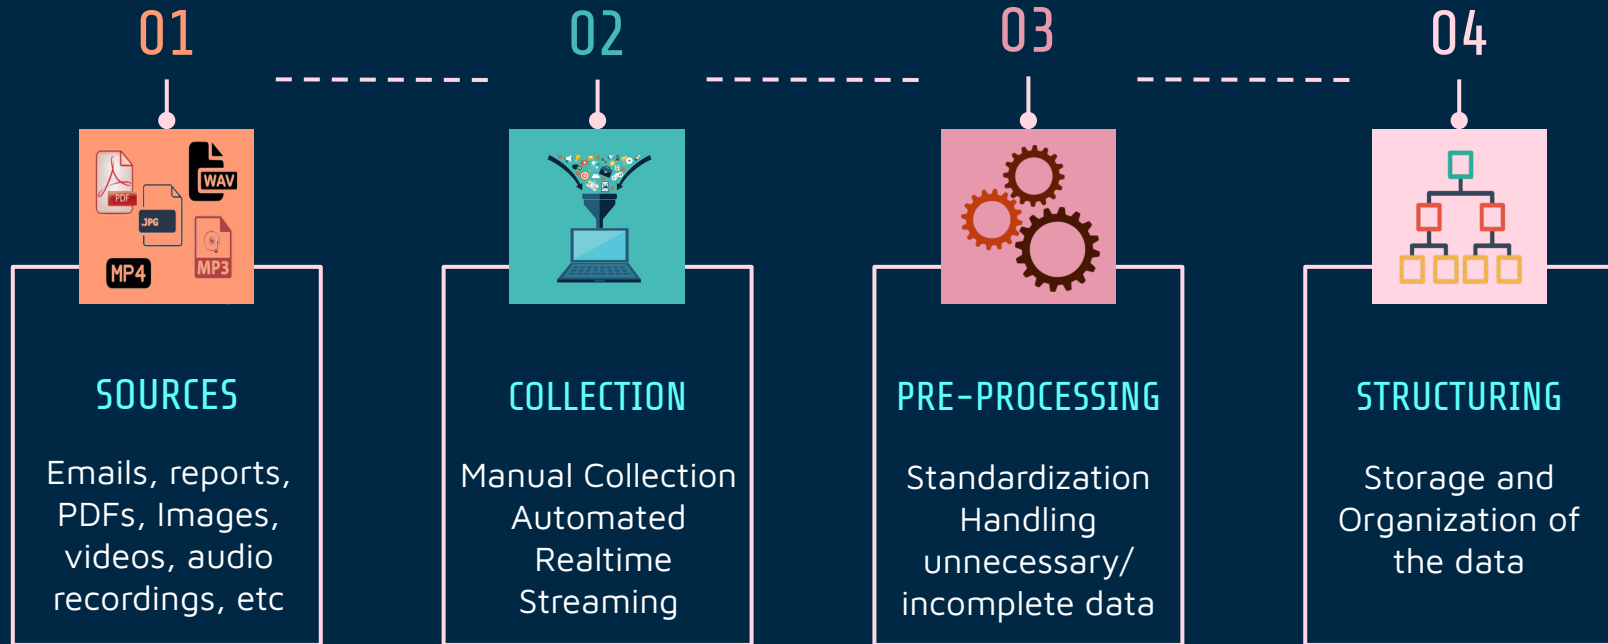 01
02
03
04
PDF
WAV
.JPG
MP4
MP3
SOURCES
Emails, reports,
PDFs, Images,
videos, audio
recordings, etc
COLLECTION
Manual Collection
Automated
Realtime
Streaming
PRE-PROCESSING
Standardization
Handling
unnecessary/
incomplete data
STRUCTURING
Storage and
Organization of
the data